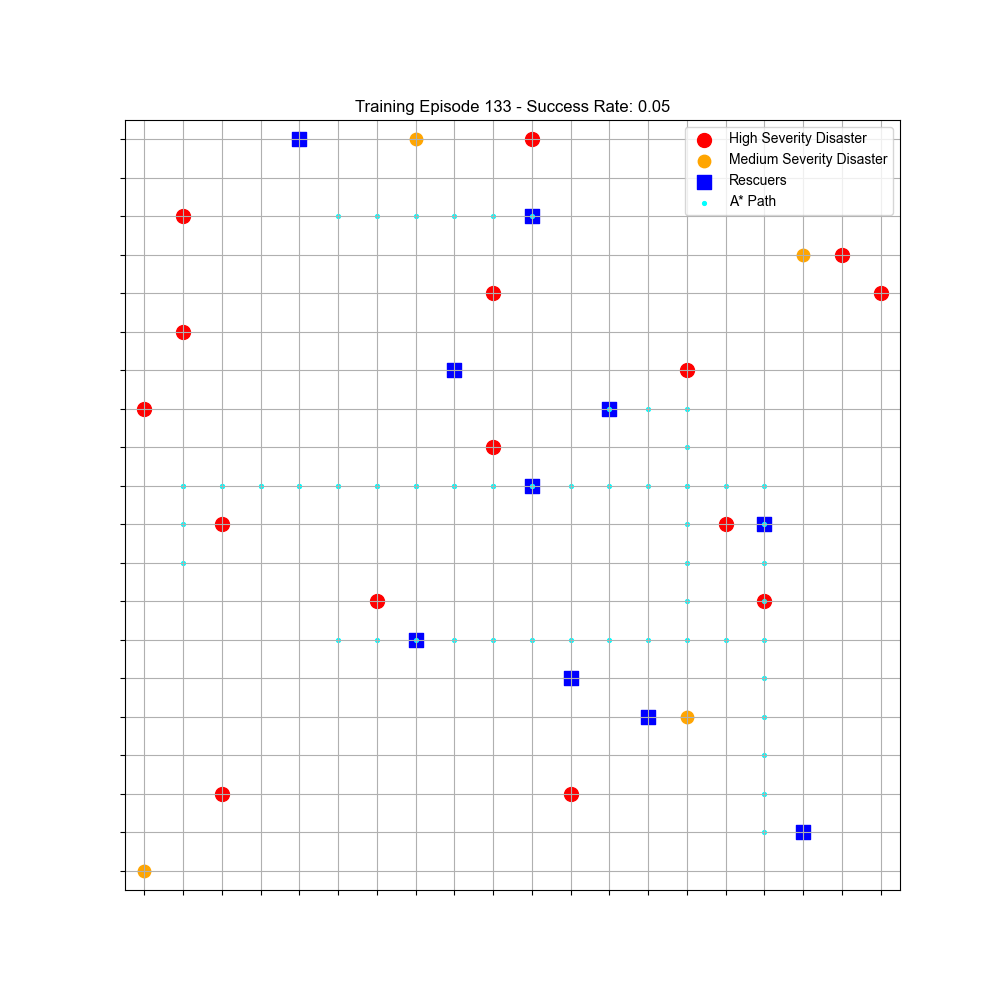 Training Episode 133 - Success Rate: 0.05
High Severity Disaster
Medium Severity Disaster
Rescuers
A* Path